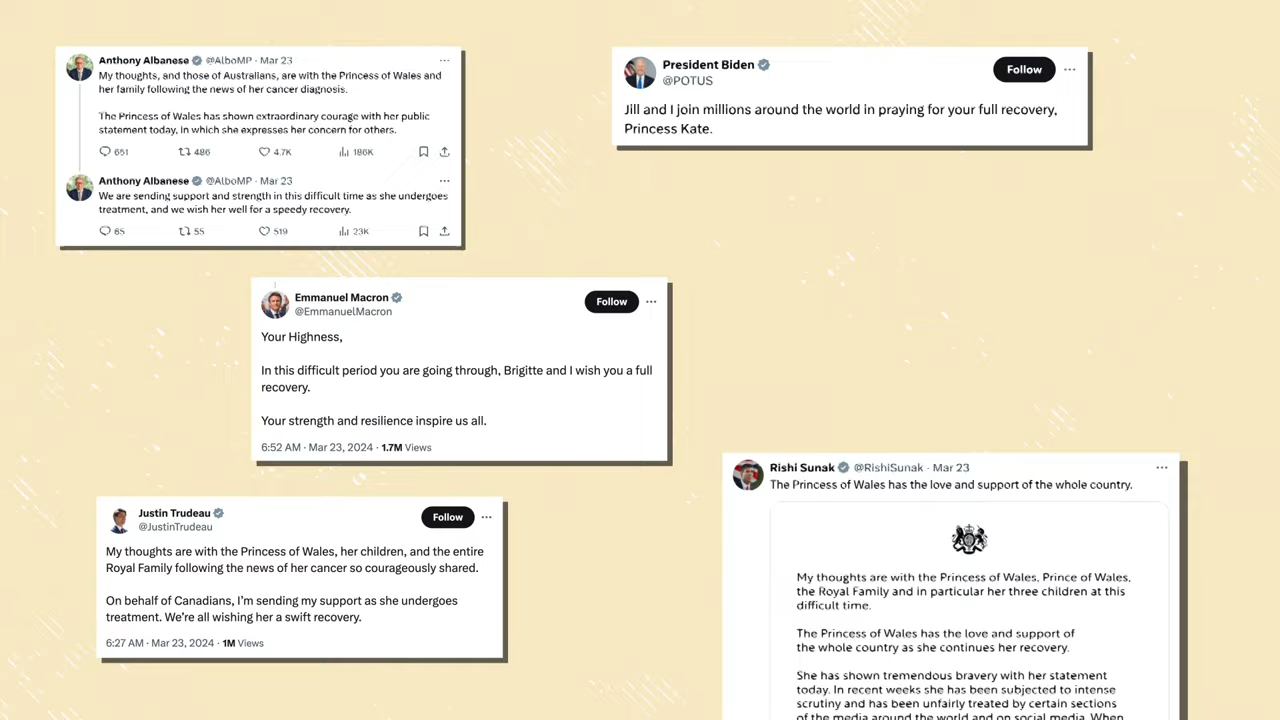 Anthony Albanese @AlboMP · Mar 23
My thoughts, and those of Australians, are with the Princess of Wales and
her family following the news of her cancer diagnosis.
The Princess of Wales has shown extraordinary courage with her public
statement today, in which she expresses her concern for others.
651 486 4.7K 186K
Anthony Albanese @AlboMP · Mar 23
We are sending support and strength in this difficult time as she undergoes
treatment, and we wish her well for a speedy recovery.
65 55 519 23K
President Biden
@POTUS
Follow
Jill and I join millions around the world in praying for your full recovery,
Princess Kate.
Emmanuel Macron
@EmmanuelMacron
Follow
Your Highness,
In this difficult period you are going through, Brigitte and I wish you a full
recovery.
Your strength and resilience inspire us all.
6:52 AM · Mar 23, 2024 · 1.7M Views
Justin Trudeau
@JustinTrudeau
Follow
My thoughts are with the Princess of Wales, her children, and the entire
Royal Family following the news of her cancer so courageously shared.
On behalf of Canadians, I'm sending my support as she undergoes
treatment. We're all wishing her a swift recovery.
6:27 AM · Mar 23, 2024 · 1M Views
Rishi Sunak @RishiSunak · Mar 23
The Princess of Wales has the love and support of the whole country.
My thoughts are with the Princess of Wales, Prince of Wales,
the Royal Family and in particular her three children at this
difficult time.
The Princess of Wales has the love and support of
the whole country as she continues her recovery.
She has shown tremendous bravery with her statement
today. In recent weeks she has been subjected to intense
scrutiny and has been unfairly treated by certain sections
of the media around the world and on social media. When